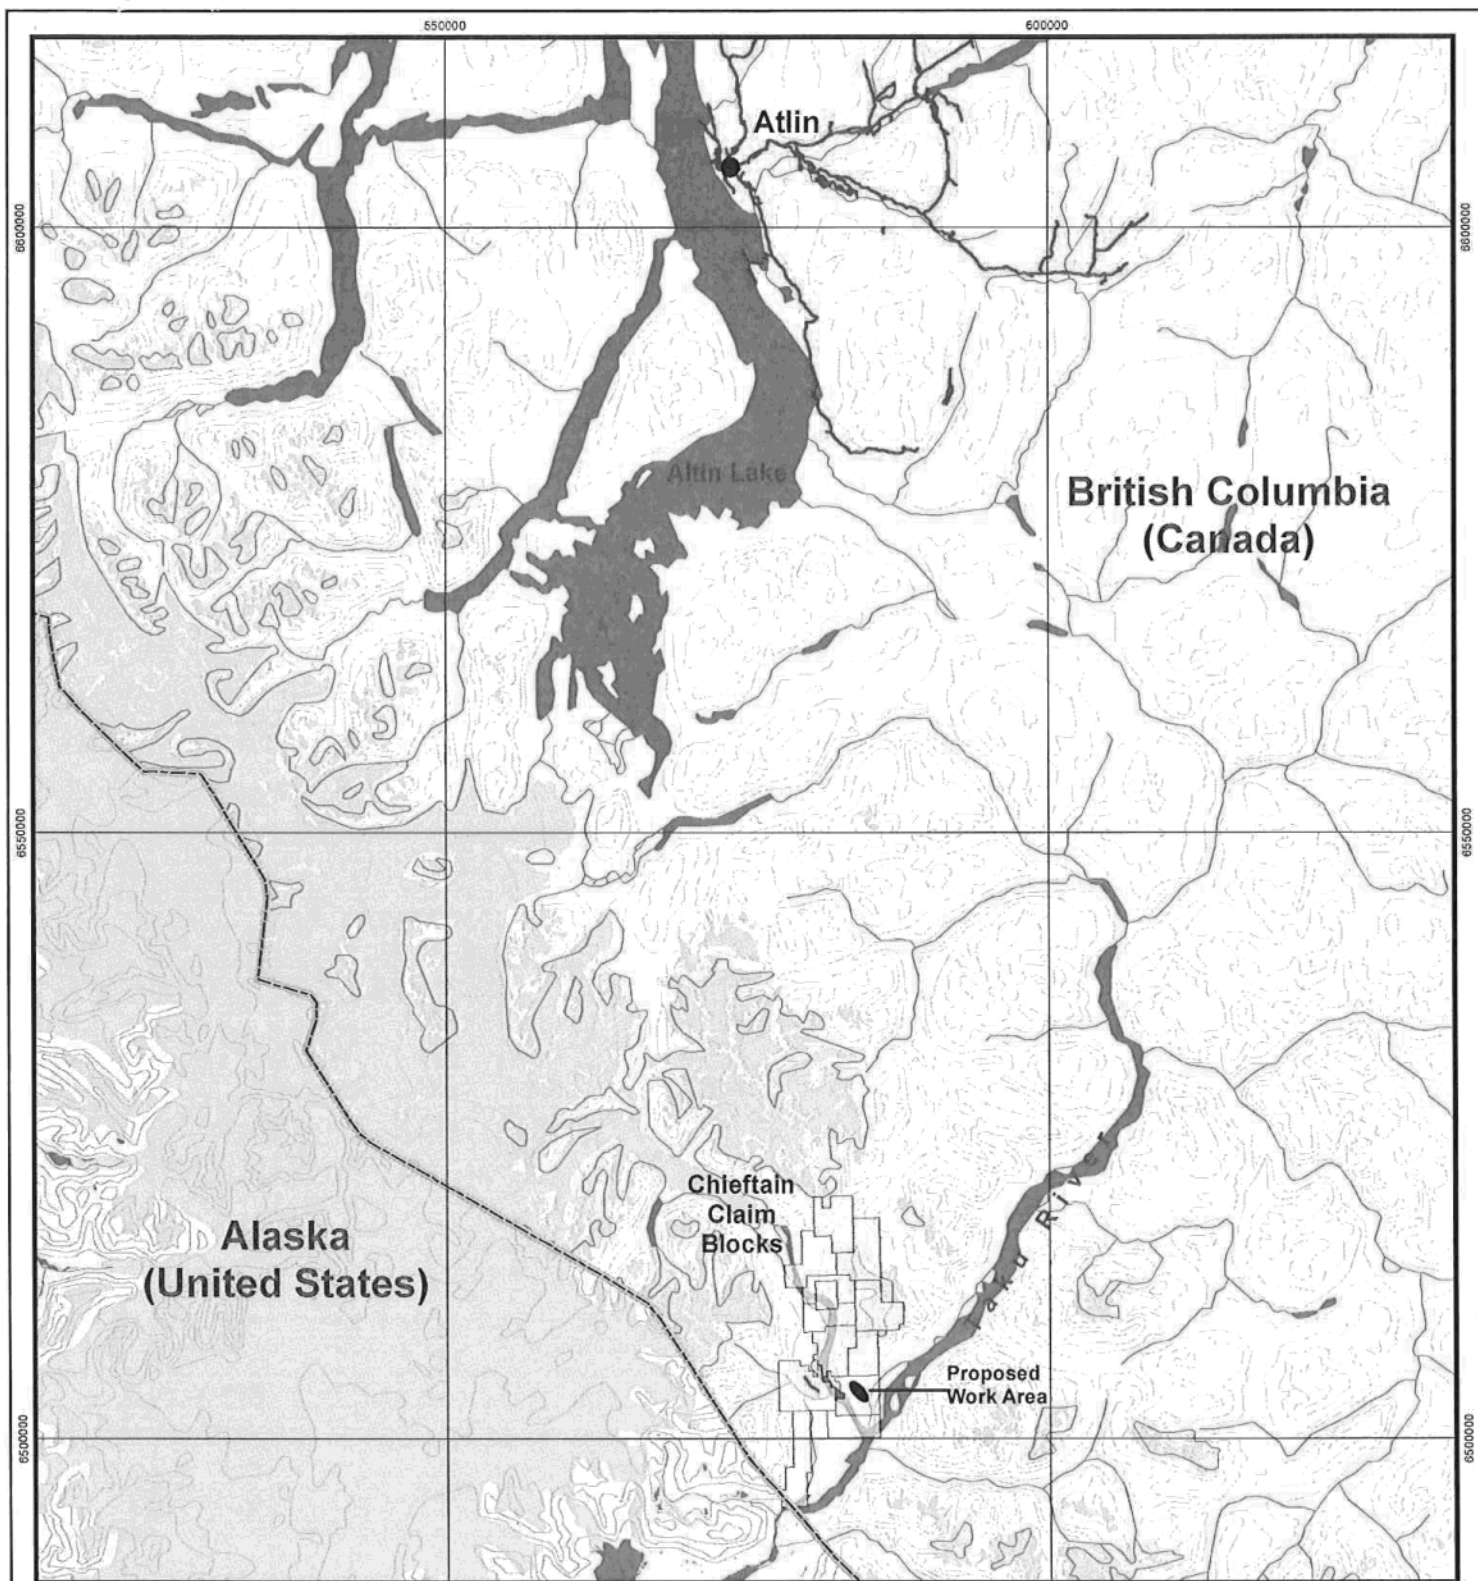 550000
600000
Atlin
6600000
6600000
Altin Lake
British Columbia
(Canada)
6550000
6550000
Chieftain
Claim
Blocks
Alaska
(United States)
Taku River
Proposed
Work Area
6500000
6500000